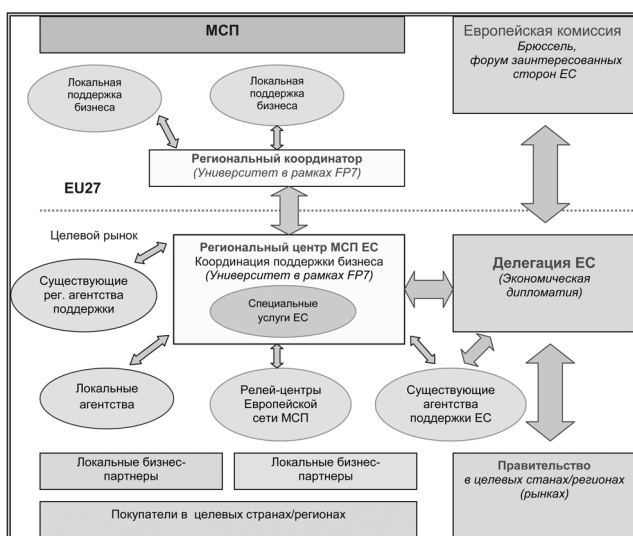 МСП
Европейская комиссия
Брюссель,
форум заинтересованных
сторон ЕС
Локальная
поддержка
бизнеса
Локальная
поддержка
бизнеса
Региональный координатор
(Университет в рамках FP7)
EU27
Целевой рынок
Региональный центр МСП ЕС
Координация поддержки бизнеса
(Университет в рамках FP7)
Специальные
услуги ЕС
Делегация ЕС
(Экономическая
дипломатия)
Существующие
рег. агентства
поддержки
Локальные
агентства
Релей-центры
Европейской
сети МСП
Существующие
агентства
поддержки ЕС
Локальные бизнес-
партнеры
Локальные бизнес-
партнеры
Правительство
в целевых станах/регионах
(рынках)
Покупатели в целевых странах/регионах